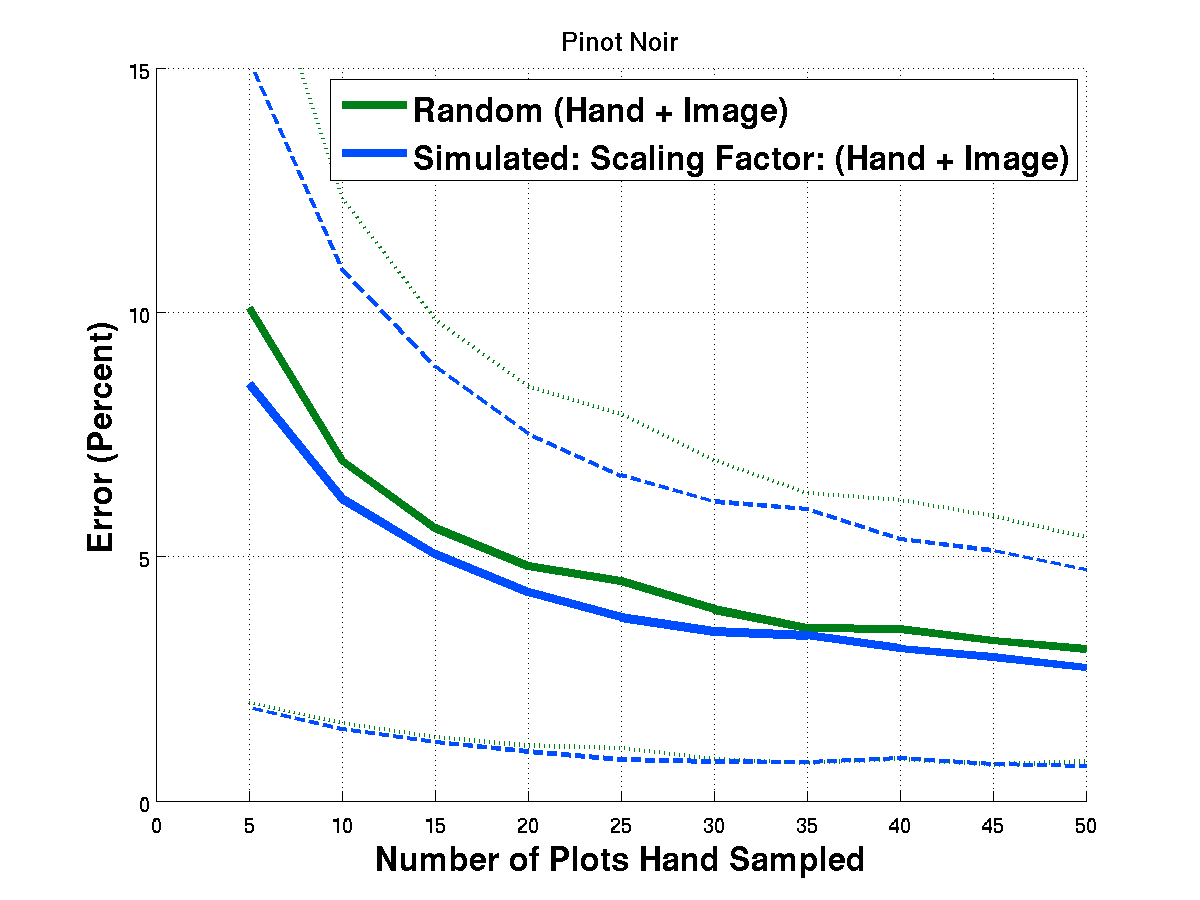 Pinot Noir
15
Random (Hand + Image)
Simulated: Scaling Factor: (Hand + Image)
10
Error (Percent)
5
0
0 5 10 15 20 25 30 35 40 45 50
Number of Plots Hand Sampled